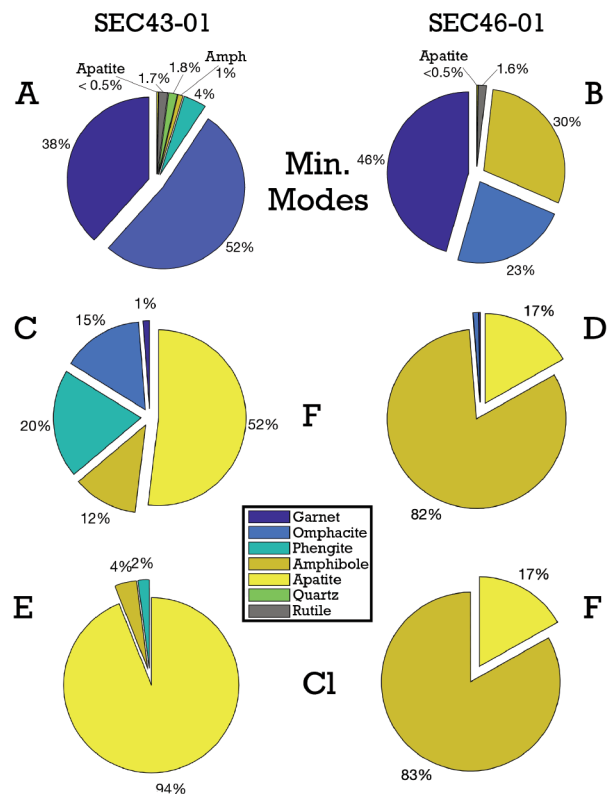 SEC43-01
SEC46-01
A
Apatite
< 0.5%
1.7%
1.8%
Amph
1%
4%
38%
52%
Min.
Modes
B
Apatite
<0.5%
1.6%
30%
46%
23%
C
15%
1%
20%
52%
12%
F
D
17%
82%
Garnet
Omphacite
Phengite
Amphibole
Apatite
Quartz
Rutile
E
4%
2%
94%
Cl
F
17%
83%